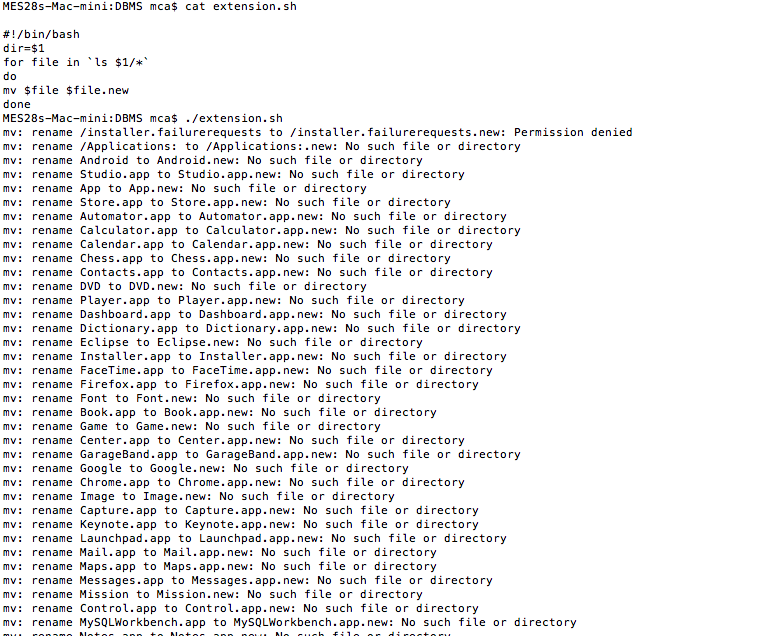 MES28s-Mac-mini:DBMS mca$ cat extension.sh
#!/bin/bash
dir=$1
for file in `ls $1/*`
do
mv $file $file.new
done
MES28s-Mac-mini:DBMS mca$ ./extension.sh
mv: rename /installer.failurerequests to /installer.failurerequests.new: Permission denied
mv: rename /Applications: to /Applications:.new: No such file or directory
mv: rename Android to Android.new: No such file or directory
mv: rename Studio.app to Studio.app.new: No such file or directory
mv: rename App to App.new: No such file or directory
mv: rename Store.app to Store.app.new: No such file or directory
mv: rename Automator.app to Automator.app.new: No such file or directory
mv: rename Calculator.app to Calculator.app.new: No such file or directory
mv: rename Calendar.app to Calendar.app.new: No such file or directory
mv: rename Chess.app to Chess.app.new: No such file or directory
mv: rename Contacts.app to Contacts.app.new: No such file or directory
mv: rename DVD to DVD.new: No such file or directory
mv: rename Player.app to Player.app.new: No such file or directory
mv: rename Dashboard.app to Dashboard.app.new: No such file or directory
mv: rename Dictionary.app to Dictionary.app.new: No such file or directory
mv: rename Eclipse to Eclipse.new: No such file or directory
mv: rename Installer.app to Installer.app.new: No such file or directory
mv: rename FaceTime.app to FaceTime.app.new: No such file or directory
mv: rename Firefox.app to Firefox.app.new: No such file or directory
mv: rename Font to Font.new: No such file or directory
mv: rename Book.app to Book.app.new: No such file or directory
mv: rename Game to Game.new: No such file or directory
mv: rename Center.app to Center.app.new: No such file or directory
mv: rename GarageBand.app to GarageBand.app.new: No such file or directory
mv: rename Google to Google.new: No such file or directory
mv: rename Chrome.app to Chrome.app.new: No such file or directory
mv: rename Image to Image.new: No such file or directory
mv: rename Capture.app to Capture.app.new: No such file or directory
mv: rename Keynote.app to Keynote.app.new: No such file or directory
mv: rename Launchpad.app to Launchpad.app.new: No such file or directory
mv: rename Mail.app to Mail.app.new: No such file or directory
mv: rename Maps.app to Maps.app.new: No such file or directory
mv: rename Messages.app to Messages.app.new: No such file or directory
mv: rename Mission to Mission.new: No such file or directory
mv: rename Control.app to Control.app.new: No such file or directory
mv: rename MySQLWorkbench.app to MySQLWorkbench.app.new: No such file or directory
mv: rename Notes.app to Notes.app.new: No such file or directory